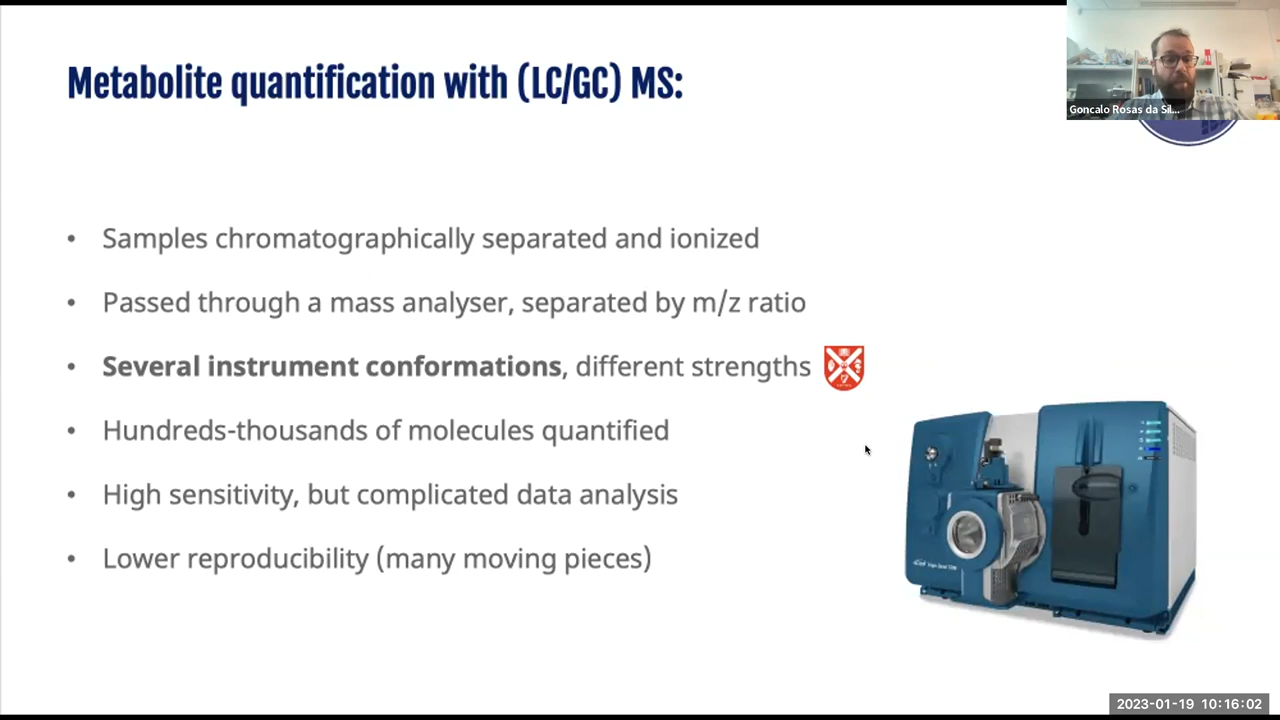 Metabolite quantification with (LC/GC) MS:
Goncalo Rosas da Sil...
• Samples chromatographically separated and ionized
• Passed through a mass analyser, separated by m/z ratio
• Several instrument conformations, different strengths
• Hundreds-thousands of molecules quantified
• High sensitivity, but complicated data analysis
• Lower reproducibility (many moving pieces)
2023-01-19 10:16:02